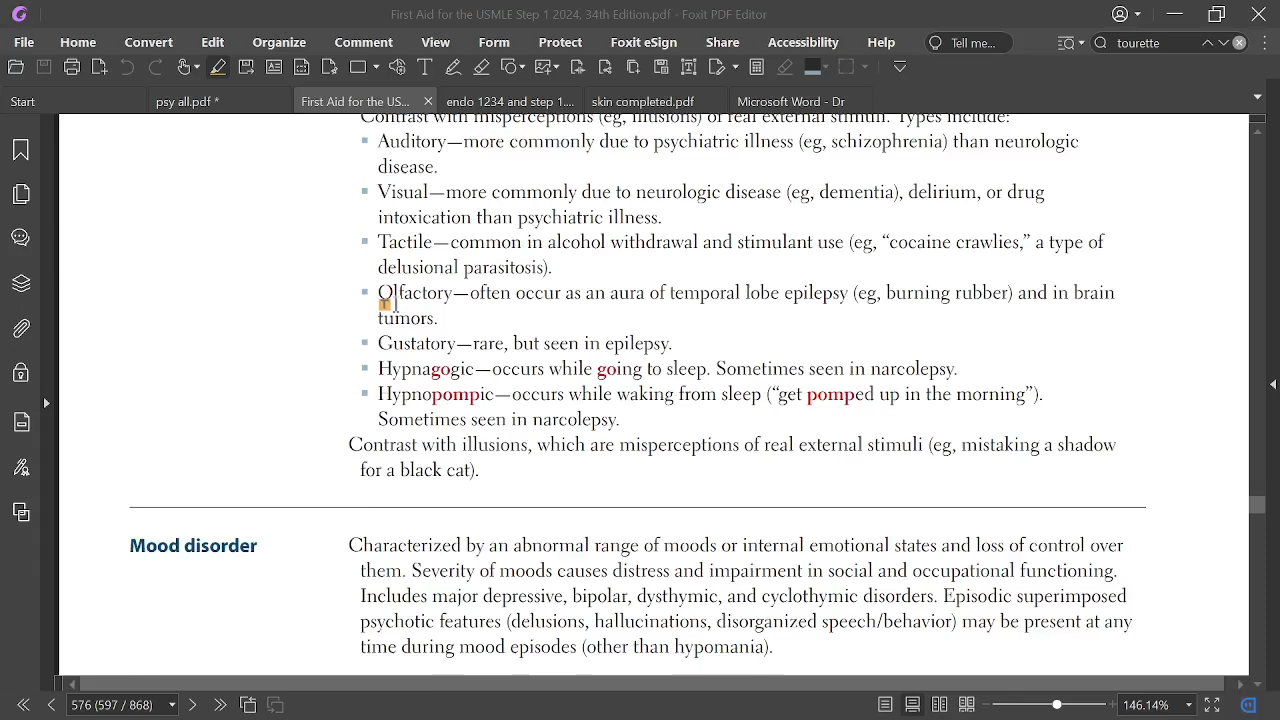 First Aid for the USMLE Step 1 2024, 34th Edition.pdf - Foxit PDF Editor
File Home Convert Edit Organize Comment View Form Protect Foxit eSign Share Accessibility Help Tell me... tourette
Start psy all.pdf * First Aid for the US... endo 1234 and step 1.... skin completed.pdf Microsoft Word - Dr
Contrast with misperceptions (eg, illusions) of real external stimuli. Types include:
Auditory—more commonly due to psychiatric illness (eg, schizophrenia) than neurologic
disease.
Visual—more commonly due to neurologic disease (eg, dementia), delirium, or drug
intoxication than psychiatric illness.
Tactile—common in alcohol withdrawal and stimulant use (eg, “cocaine crawlies,” a type of
delusional parasitosis).
Olfactory—often occur as an aura of temporal lobe epilepsy (eg, burning rubber) and in brain
tumors.
Gustatory—rare, but seen in epilepsy.
Hypnagogic—occurs while going to sleep. Sometimes seen in narcolepsy.
Hypnopompic—occurs while waking from sleep (“get pomped up in the morning”).
Sometimes seen in narcolepsy.
Contrast with illusions, which are misperceptions of real external stimuli (eg, mistaking a shadow
for a black cat).
Mood disorder
Characterized by an abnormal range of moods or internal emotional states and loss of control over
them. Severity of moods causes distress and impairment in social and occupational functioning.
Includes major depressive, bipolar, dysthymic, and cyclothymic disorders. Episodic superimposed
psychotic features (delusions, hallucinations, disorganized speech/behavior) may be present at any
time during mood episodes (other than hypomania).
576 (597 / 868) 146.14%